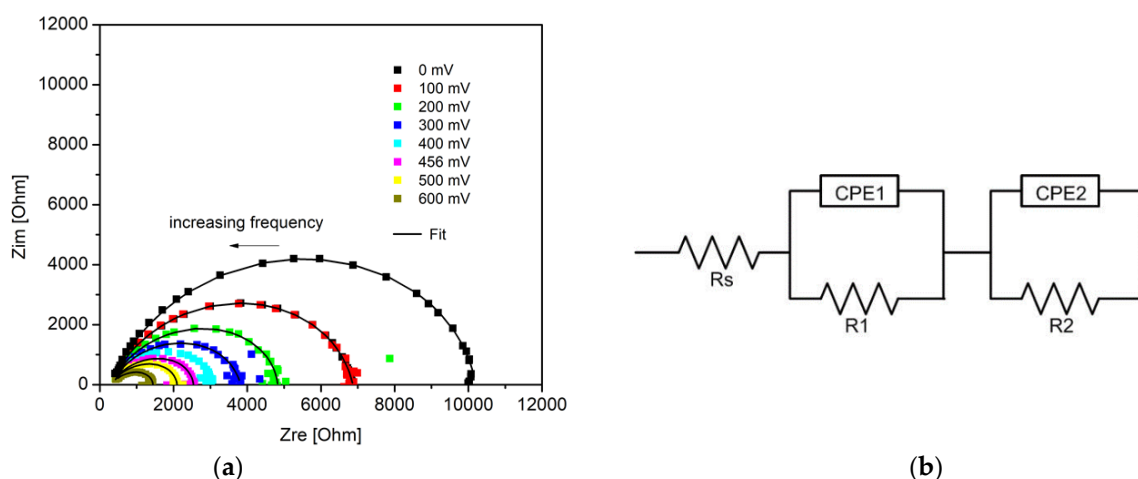 12000
10000
8000
6000
4000
2000
0
Zim [Ohm]
0 mV
100 mV
200 mV
300 mV
400 mV
456 mV
500 mV
600 mV
Fit
increasing frequency
0 2000 4000 6000 8000 10000 12000
Zre [Ohm]
(a)
CPE1
CPE2
Rs
R1
R2
(b)